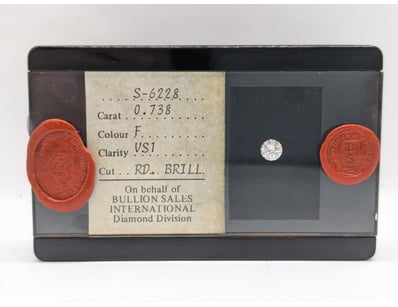 S-6228
Carat 0.738
Colour F
Clarity VS1
Cut RD. BRILL
On behalf of
BULLION SALES
INTERNATIONAL
Diamond Division